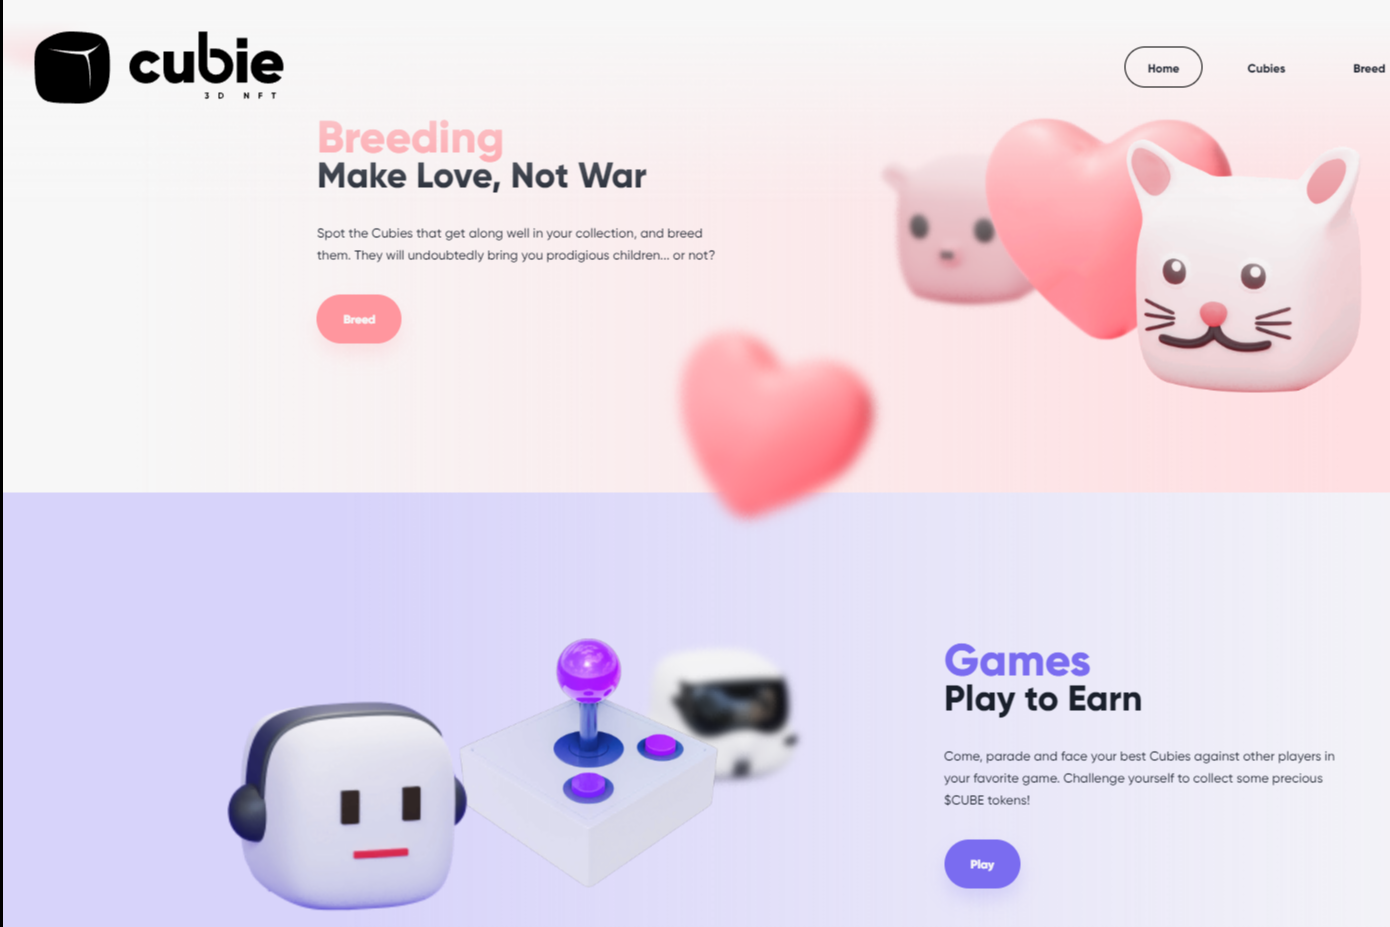 cubie
3D NFT
Home
Cubies
Breed
Breeding
Make Love, Not War
Spot the Cubies that get along well in your collection, and breed
them. They will undoubtedly bring you prodigious children... or not?
Breed
Games
Play to Earn
Come, parade and face your best Cubies against other players in
your favorite game. Challenge yourself to collect some precious
$CUBE tokens!
Play